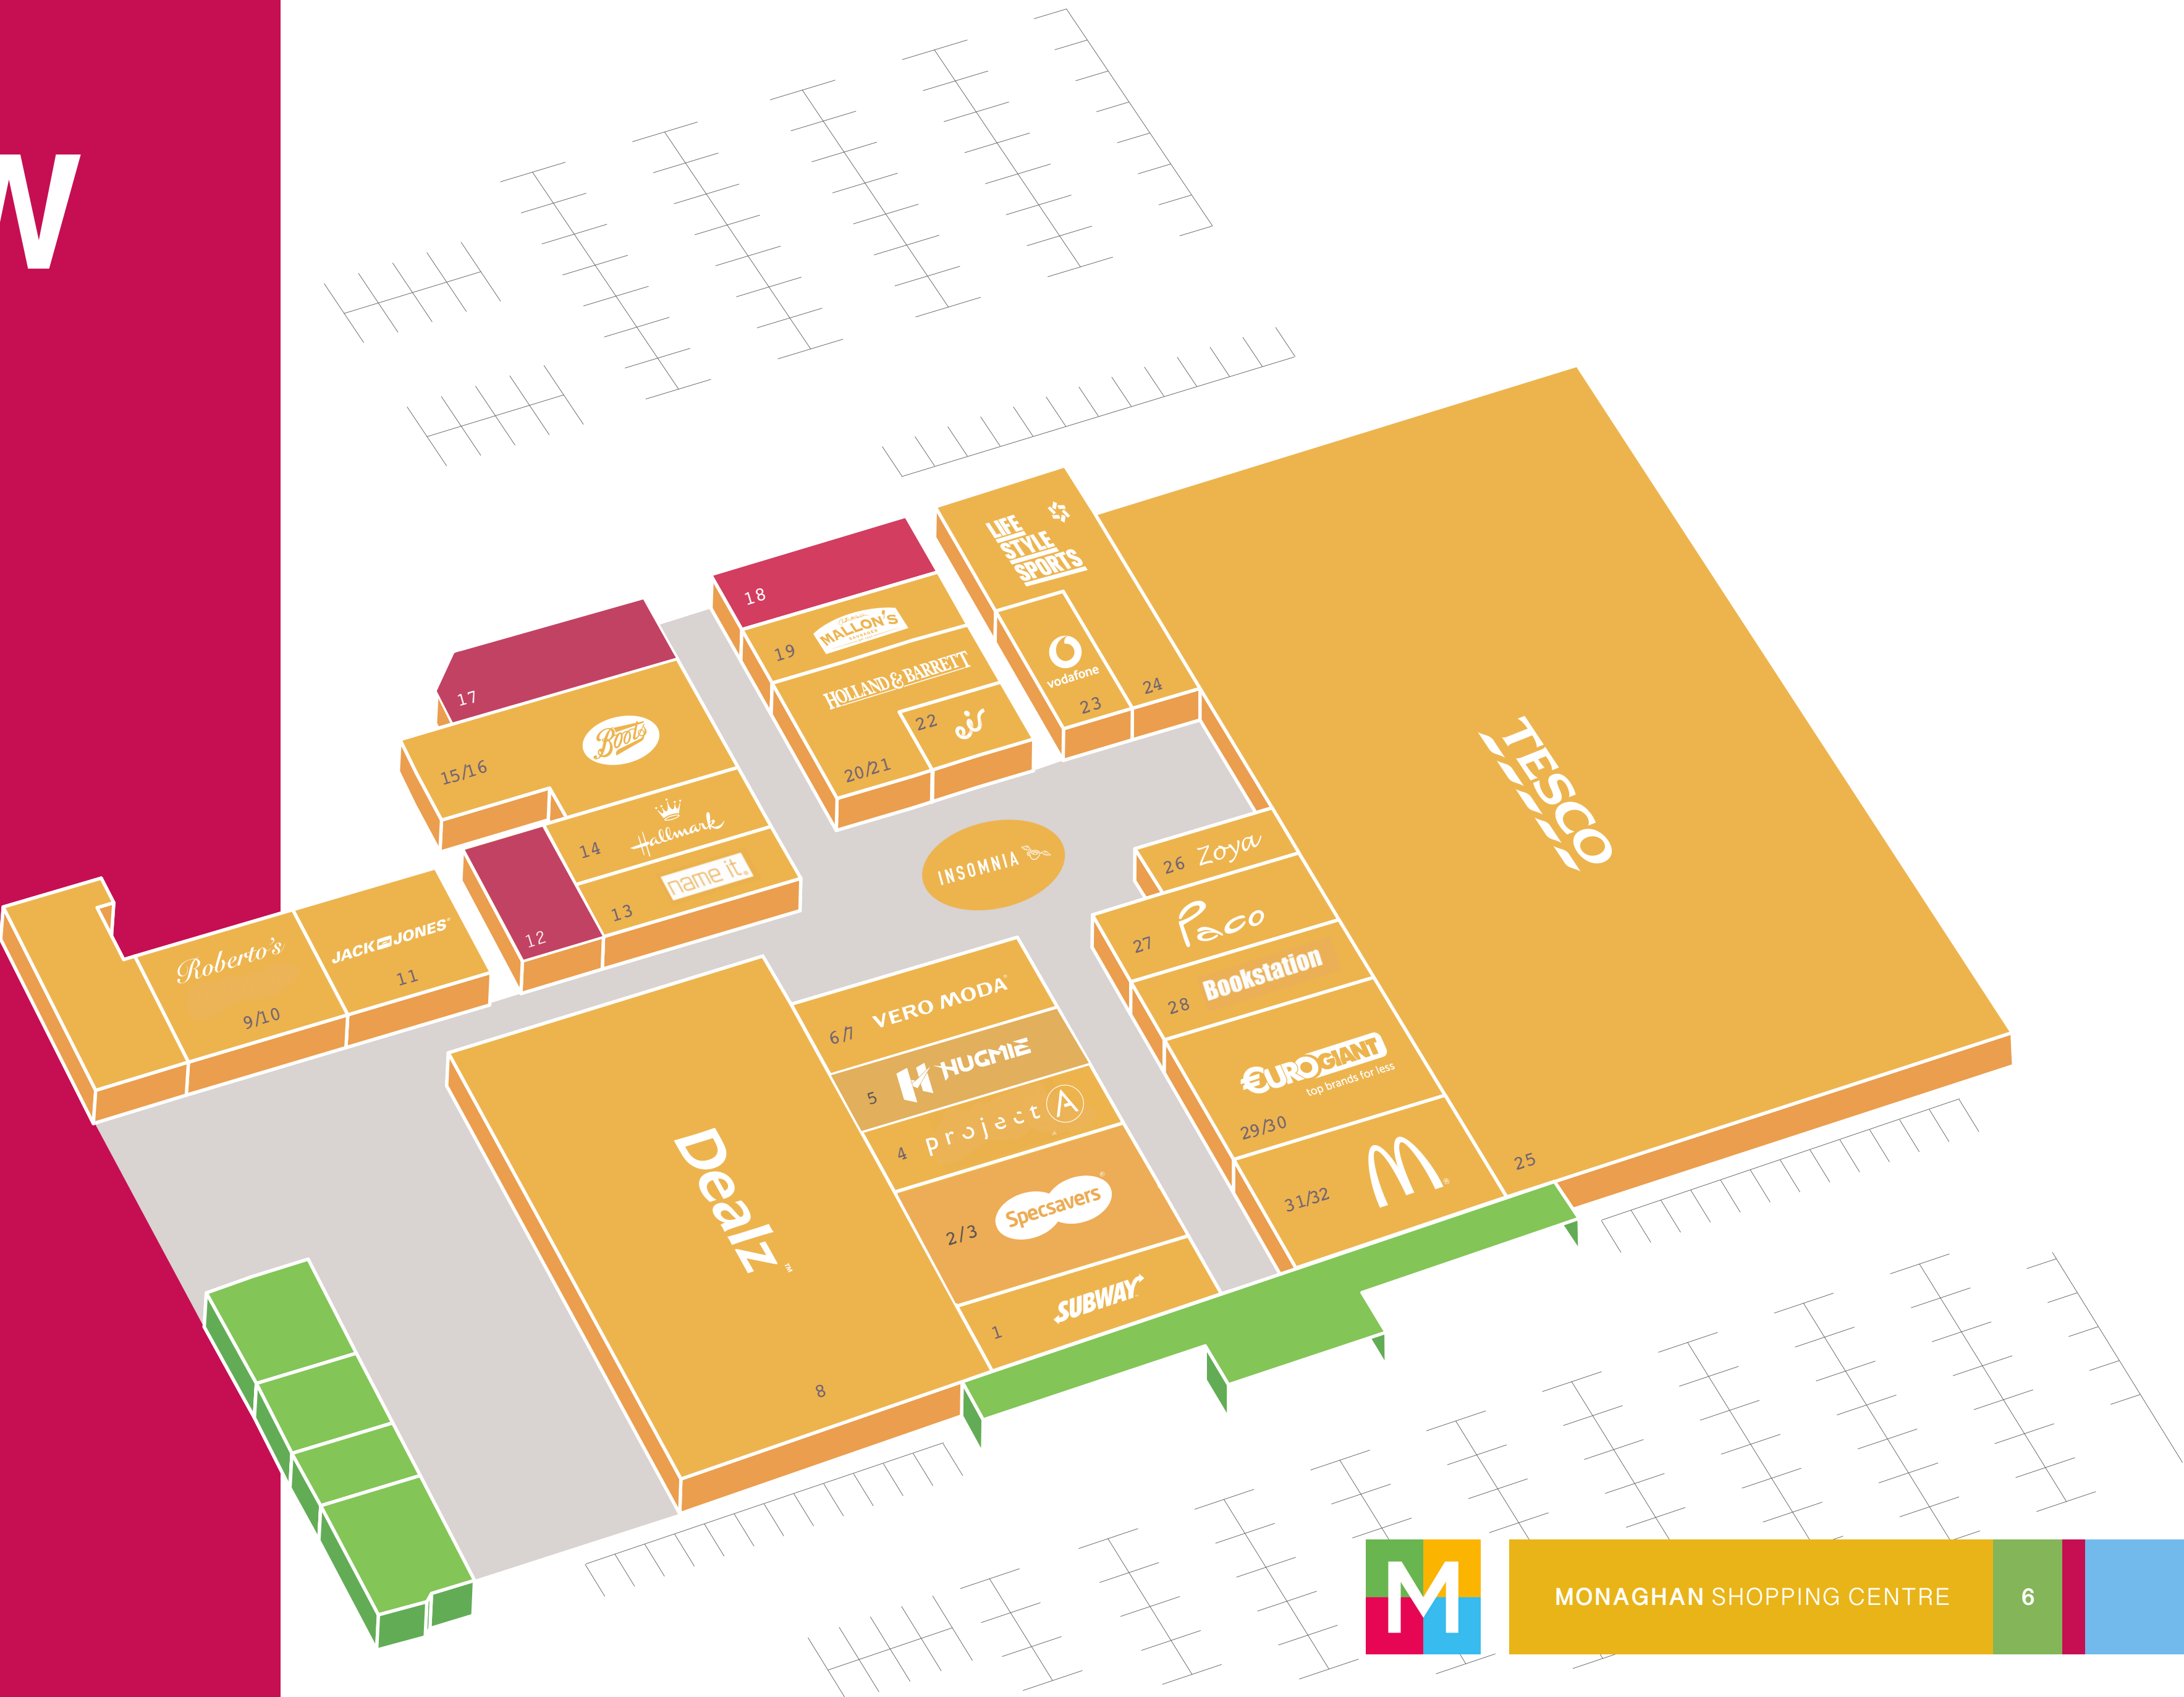 W
LIFE
STYLE
SPORTS
18
19 MALLON'S
vodafone
23
24
HOLLAND & BARRETT
22 eir
20/21
17
15/16 Boots
TESCO
14 Hallmark
name it.
13
12
INSOMNIA
26 Zoya
27 Paco
28 Bookstation
€UROGIANT
top brands for less
29/30
31/32
25
Roberto's
9/10
JACK JONES®
11
6/7 VERO MODA®
5 HUGMIE
4 project A
2/3 Specsavers®
1 SUBWAY
Dealz™
8
M
MONAGHAN SHOPPING CENTRE 6